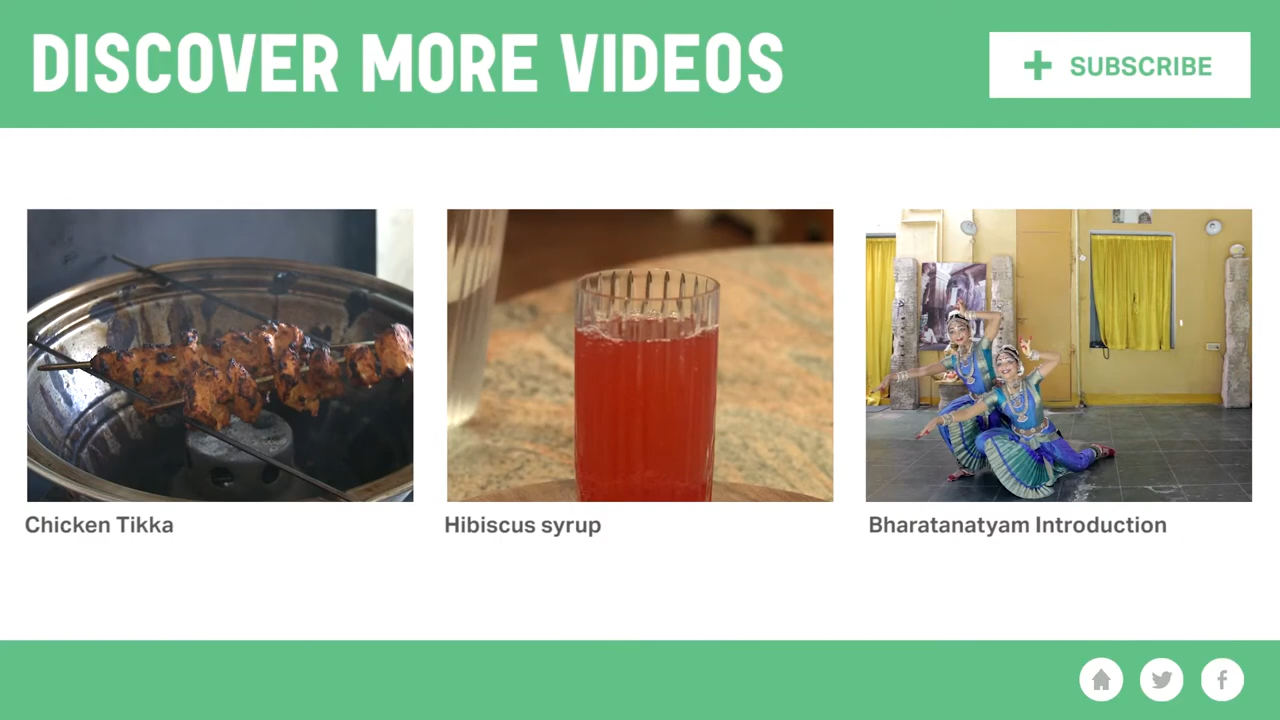 DISCOVER MORE VIDEOS
SUBSCRIBE
Chicken Tikka
Hibiscus syrup
Bharatanatyam Introduction